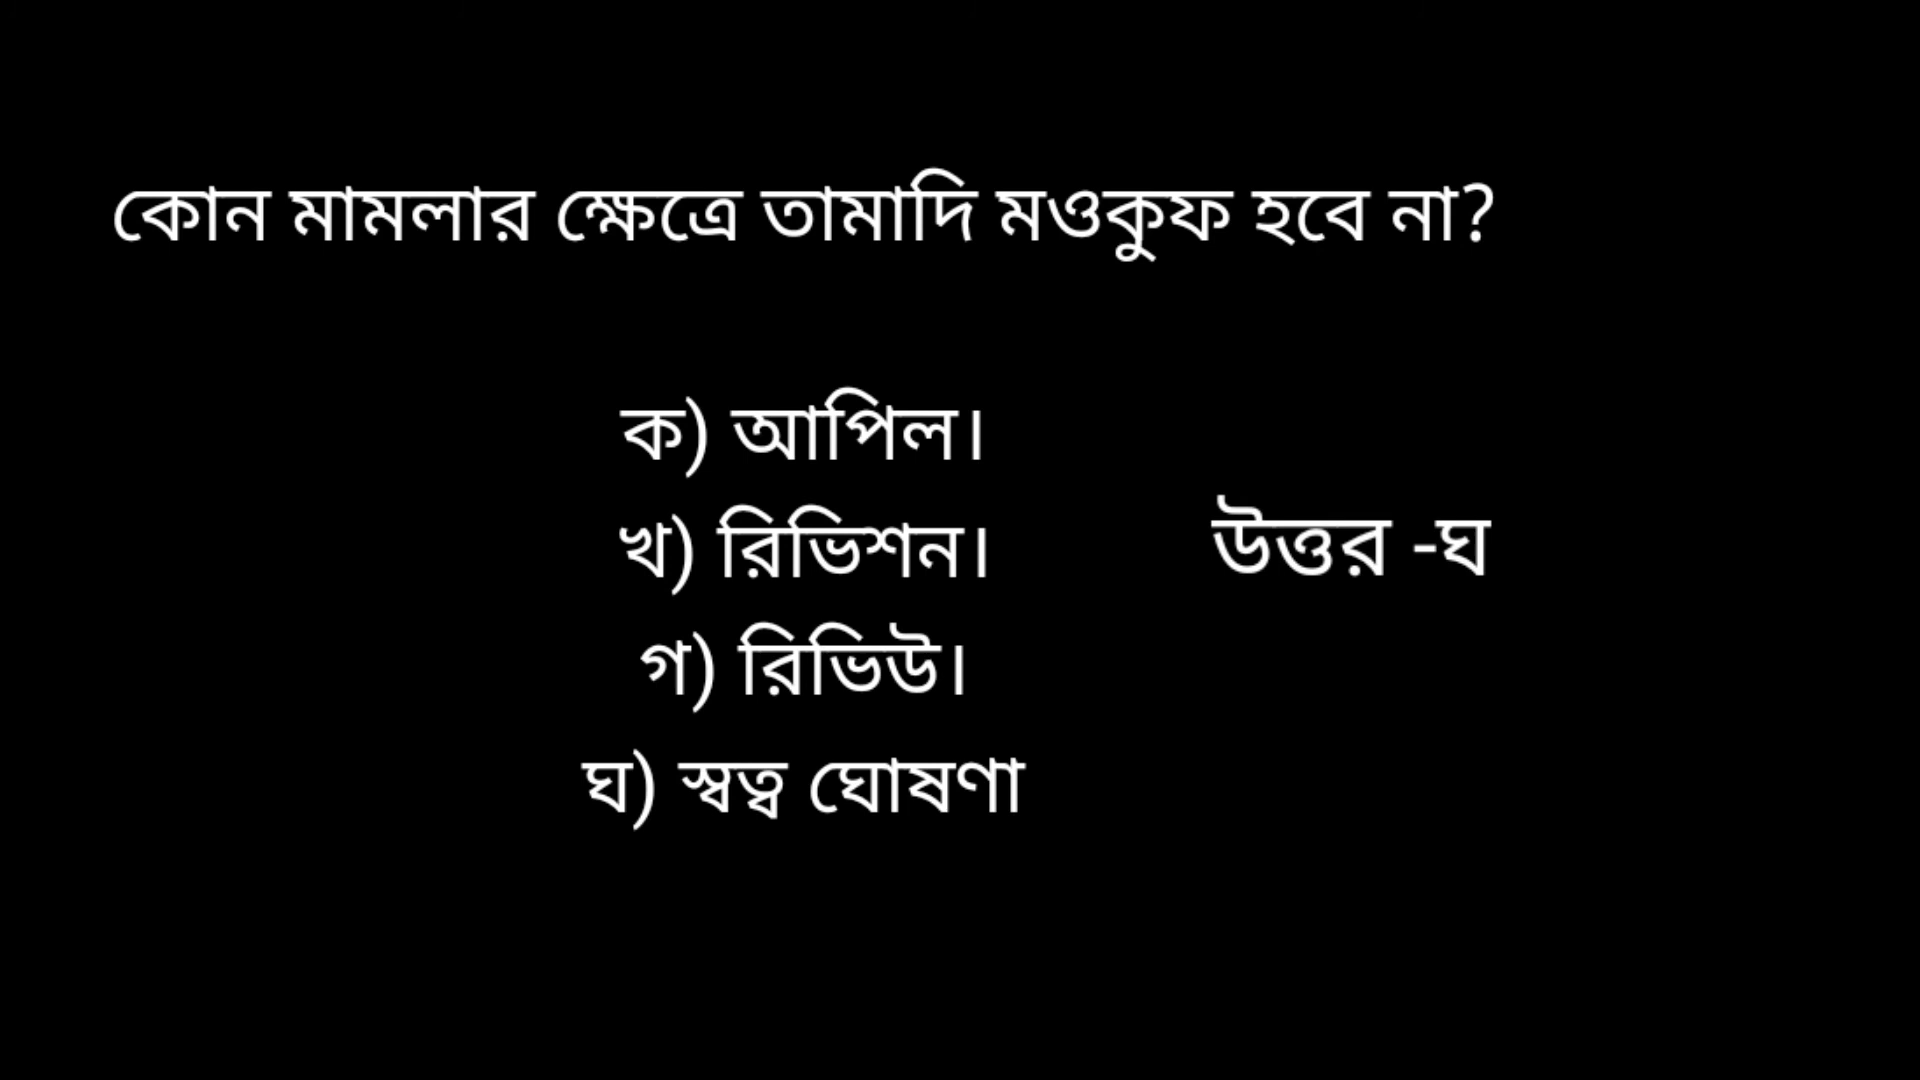 কোন মামলার ক্ষেত্রে তামাদি মওকুফ হবে না?
ক) আপিল।
খ) রিভিশন।
গ) রিভিউ।
ঘ) স্বত্ব ঘোষণা
উত্তর -ঘ